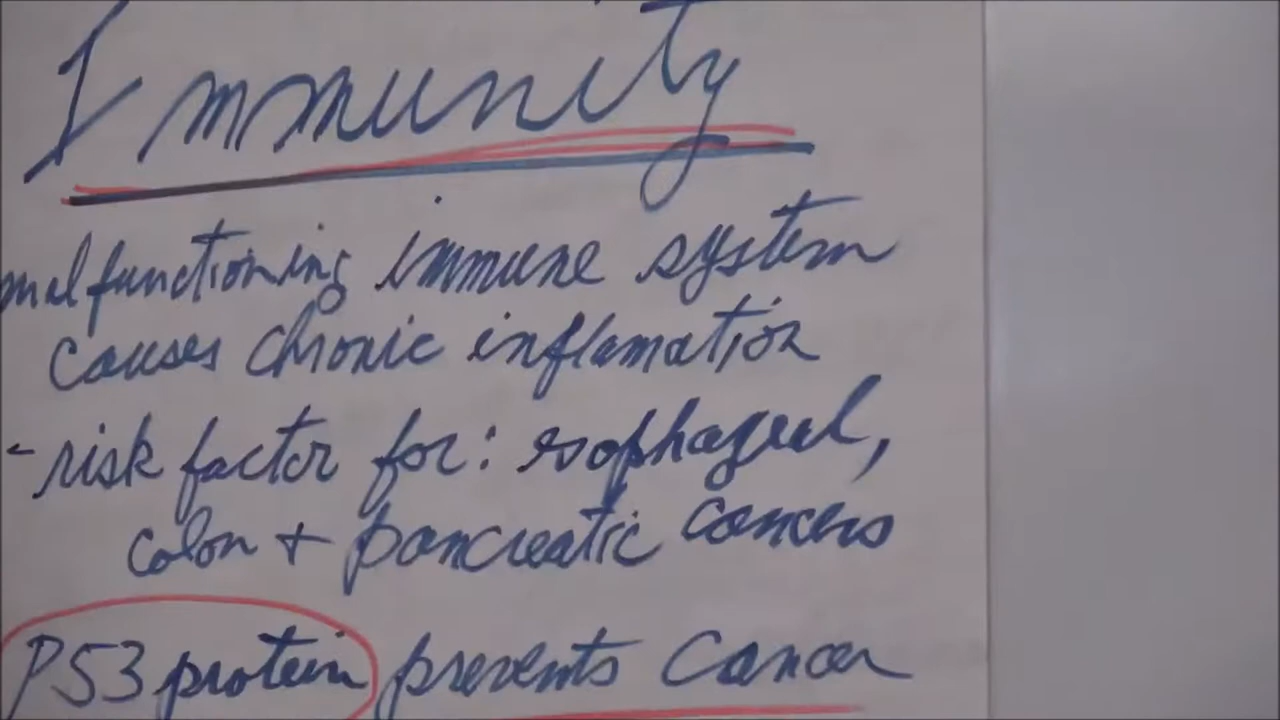 Immunity
malfunctioning immune system
causes chronic inflamation
- risk factor for: esophageal,
colon + pancreatic cancers
P53 protein prevents Cancer